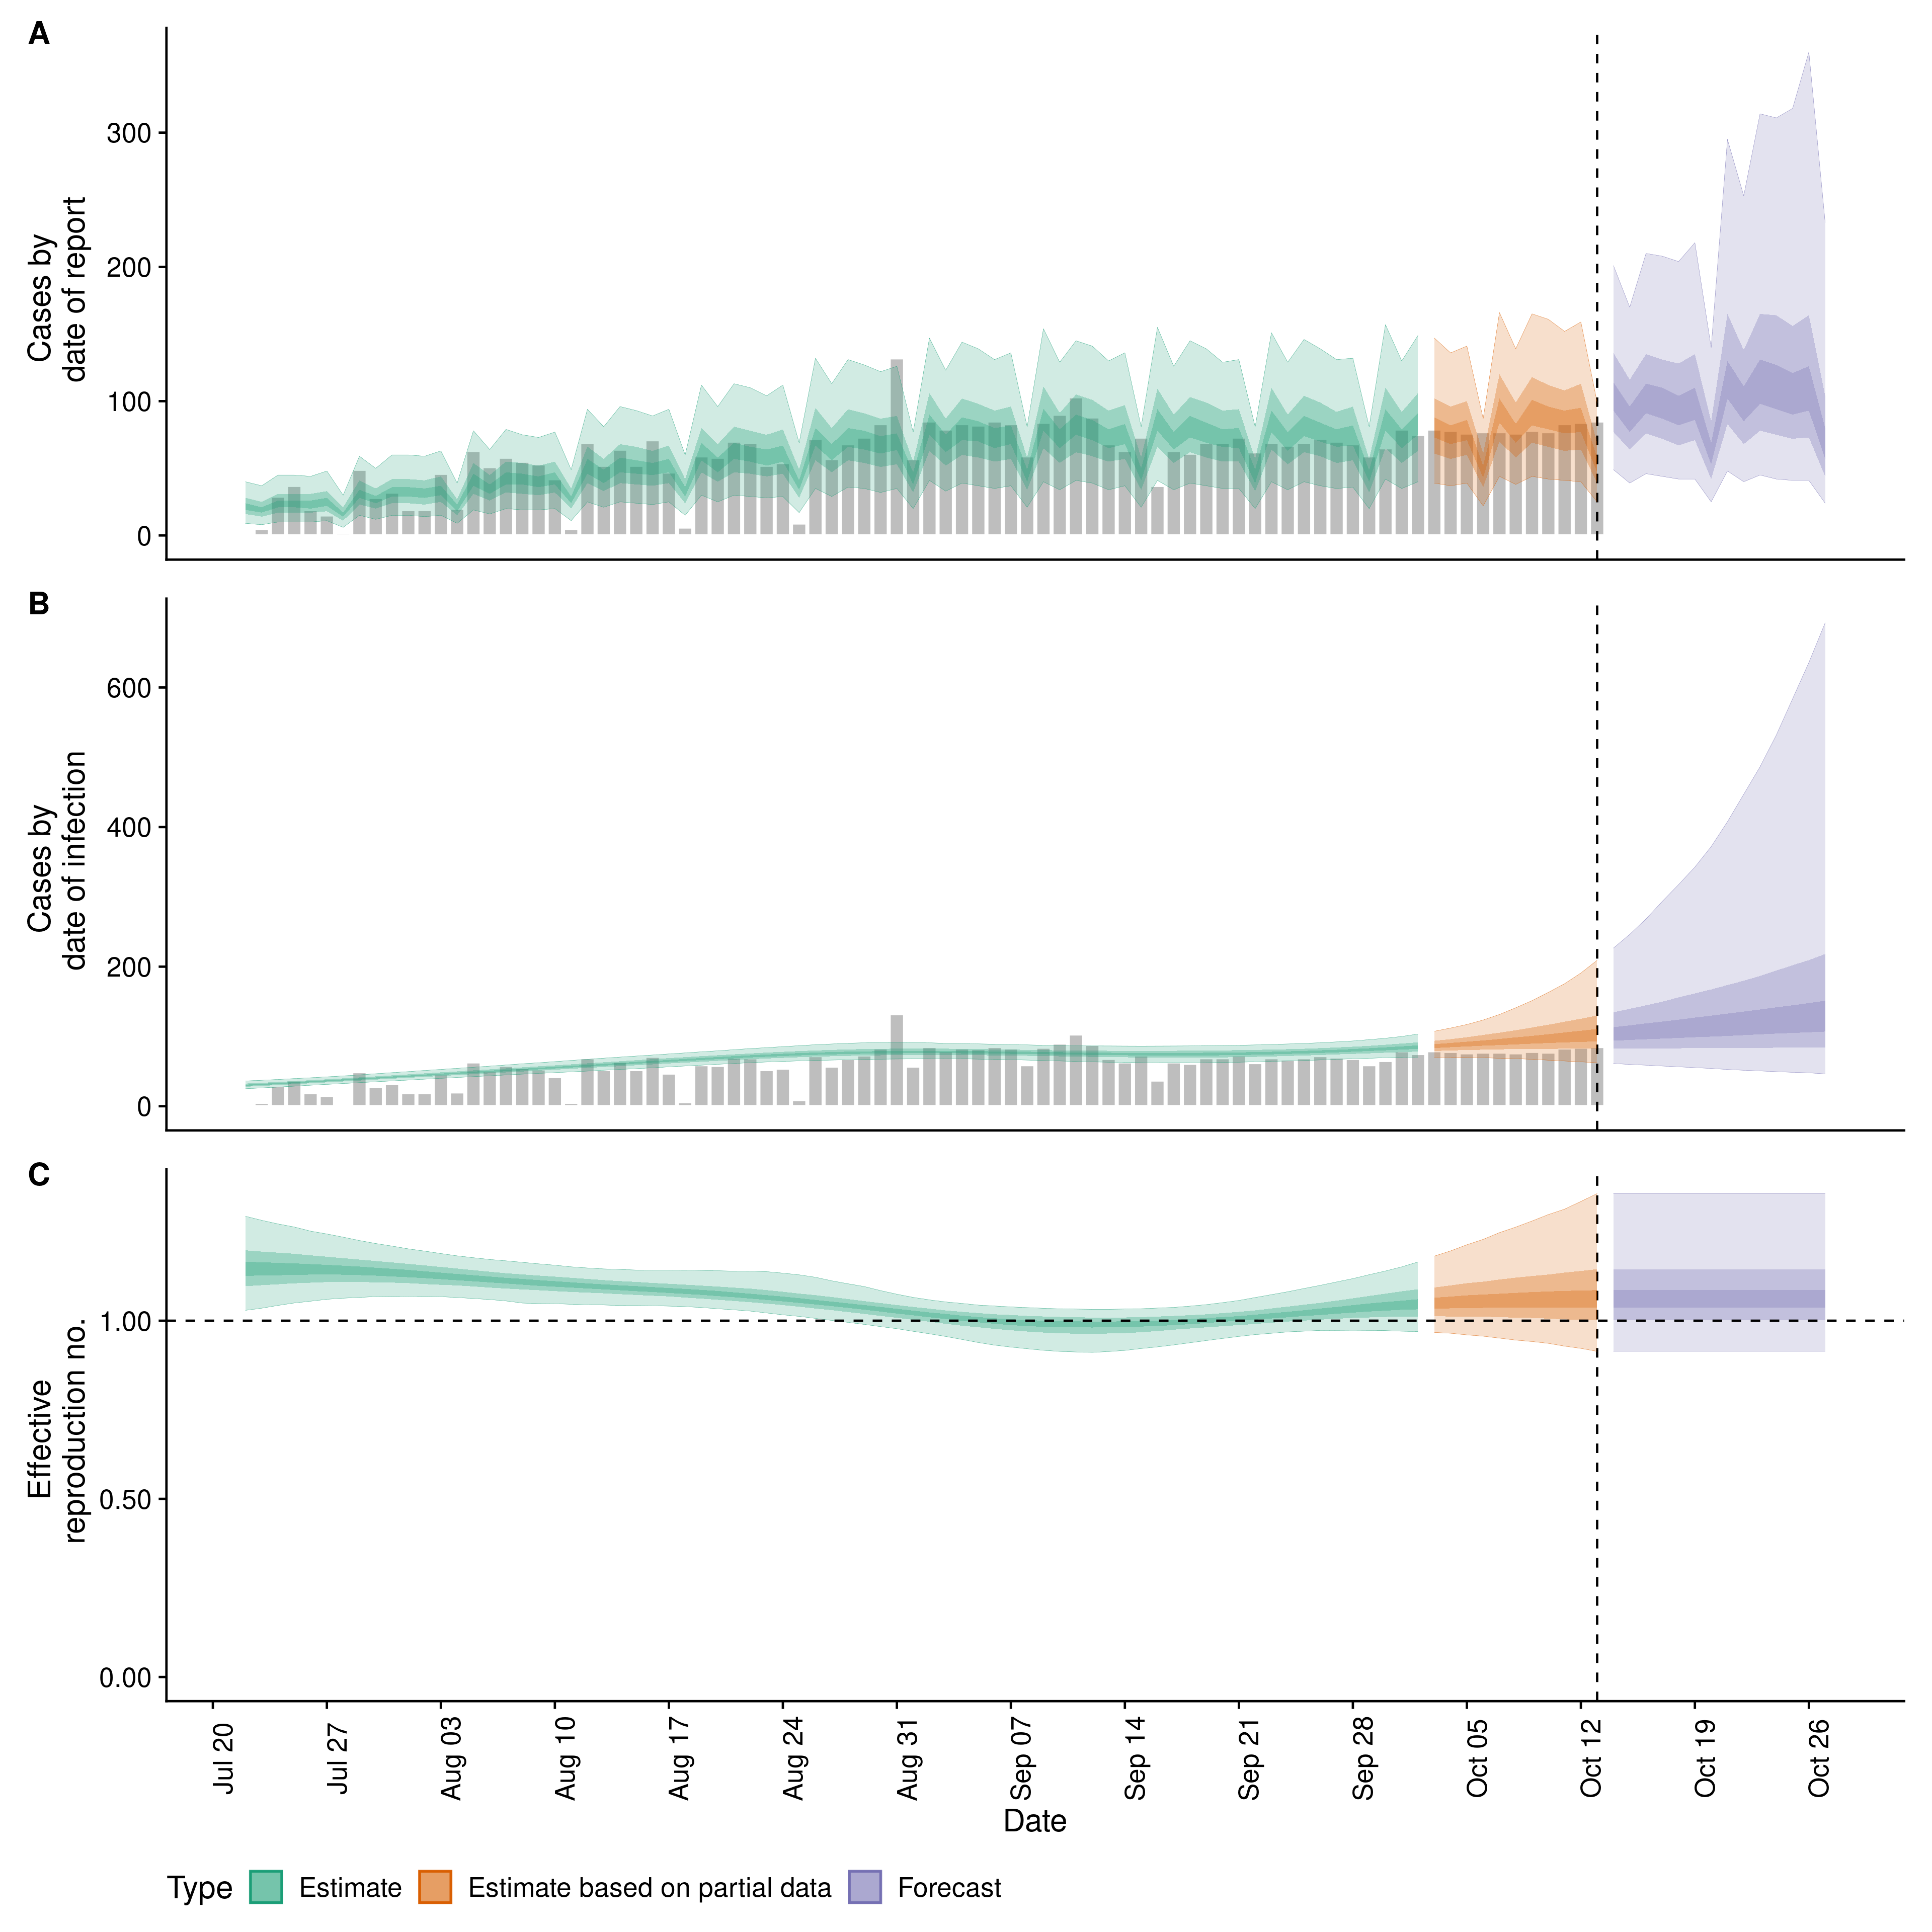 A
Cases by
date of report
300
200
100
0
B
Cases by
date of infection
600
400
200
0
C
Effective
reproduction no.
1.00
0.50
0.00
Jul 20
Jul 27
Aug 03
Aug 10
Aug 17
Aug 24
Aug 31
Sep 07
Sep 14
Sep 21
Sep 28
Oct 05
Oct 12
Oct 19
Oct 26
Date
Type Estimate Estimate based on partial data Forecast